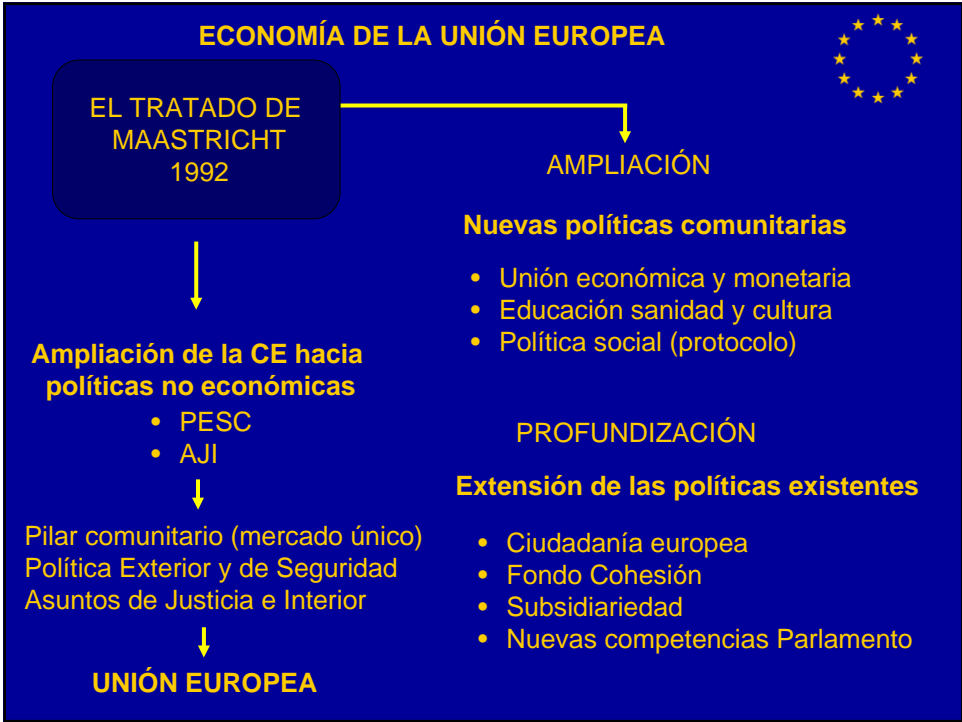 ECONOMÍA DE LA UNIÓN EUROPEA
EL TRATADO DE
MAASTRICHT
1992
Ampliación de la CE hacia
políticas no económicas
• PESC
• AJI
Pilar comunitario (mercado único)
Política Exterior y de Seguridad
Asuntos de Justicia e Interior
UNIÓN EUROPEA
AMPLIACIÓN
Nuevas políticas comunitarias
• Unión económica y monetaria
• Educación sanidad y cultura
• Política social (protocolo)
PROFUNDIZACIÓN
Extensión de las políticas existentes
• Ciudadanía europea
• Fondo Cohesión
• Subsidiariedad
• Nuevas competencias Parlamento